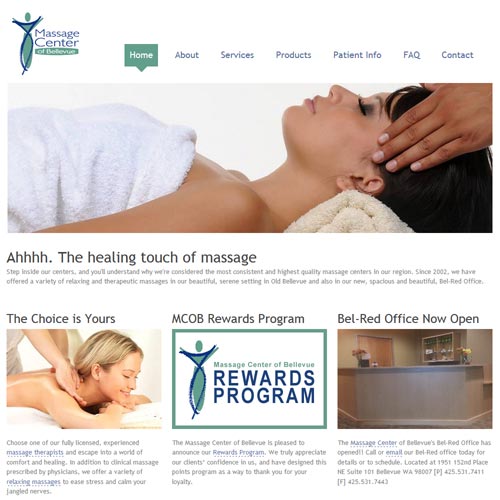 Massage
Center
of Bellevue
Home About Services Products Patient Info FAQ Contact
Ahhhh. The healing touch of massage
Step inside our centers, and you'll understand why we're considered the most consistent and highest quality massage centers in our region. Since 2002, we have
offered a variety of relaxing and therapeutic massages in our beautiful, serene setting in Old Bellevue and also in our new, spacious and beautiful, Bel-Red Office.
The Choice is Yours
Choose one of our fully licensed, experienced
massage therapists and escape into a world of
comfort and healing. In addition to clinical massage
prescribed by physicians, we offer a variety of
relaxing massages to ease stress and calm your
jangled nerves.
MCOB Rewards Program
Massage Center of Bellevue
REWARDS
PROGRAM
The Massage Center of Bellevue is pleased to
announce our Rewards Program. We truly appreciate
our clients' confidence in us, and have designed this
points program as a way to thank you for your
loyalty.
Bel-Red Office Now Open
The Massage Center of Bellevue's Bel-Red Office has
opened!! Call or email our Bel-Red office today for
details or to schedule. Located at 1951 152nd Place
NE Suite 101 Bellevue WA 98007 [P] 425.531.7411
[F] 425.531.7443